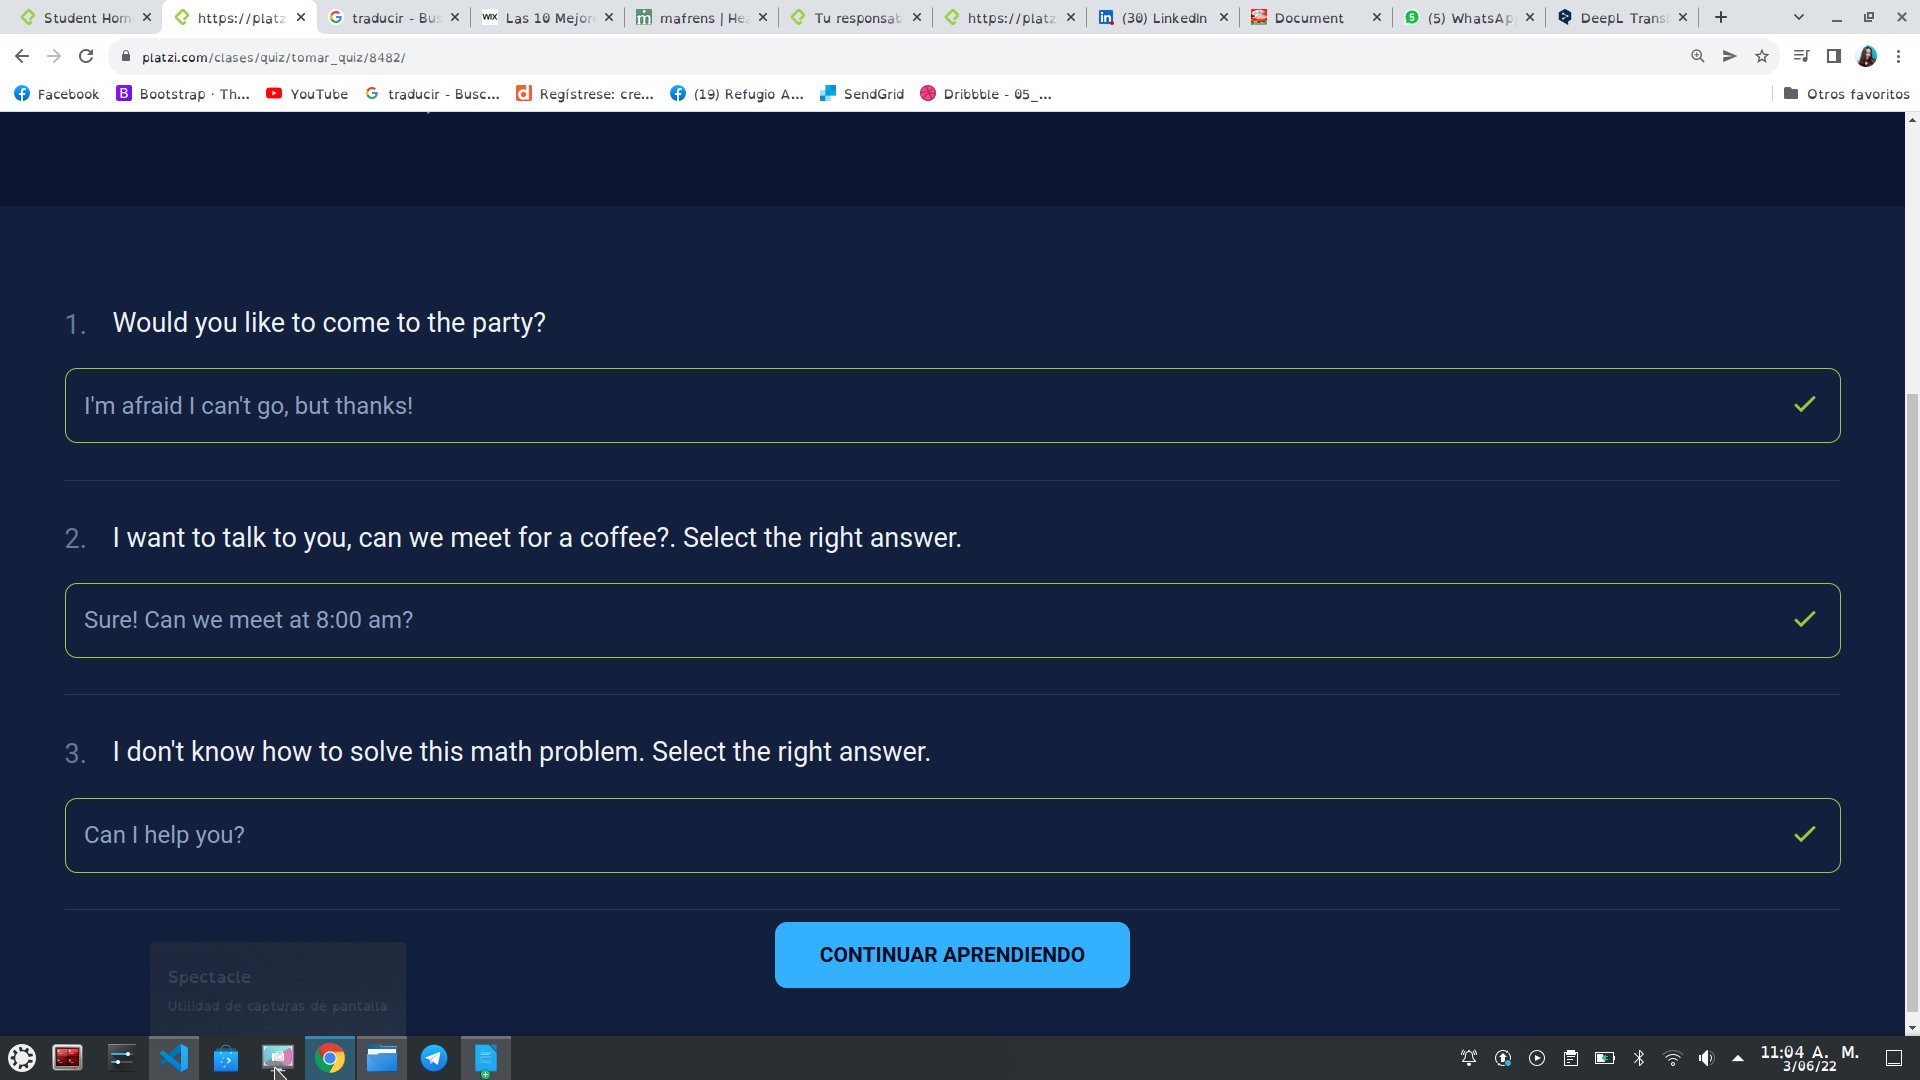 Student Hom
https://platz
traducir - Bus
WIX Las 10 Mejor
mafrens | He
Tu responsab
https://platz
(30) LinkedIn
Document
5 (5) WhatsAp
DeepL Transl
platzi.com/clases/quiz/tomar_quiz/8482/
Facebook
Bootstrap · Th...
YouTube
traducir - Busc...
Regístrese: cre...
(19) Refugio A...
SendGrid
Dribbble - 05_...
Otros favoritos
1. Would you like to come to the party?
I'm afraid I can't go, but thanks!
2. I want to talk to you, can we meet for a coffee?. Select the right answer.
Sure! Can we meet at 8:00 am?
3. I don't know how to solve this math problem. Select the right answer.
Can I help you?
CONTINUAR APRENDIENDO
Spectacle
Utilidad de capturas de pantalla
11:04 A. M.
3/06/22